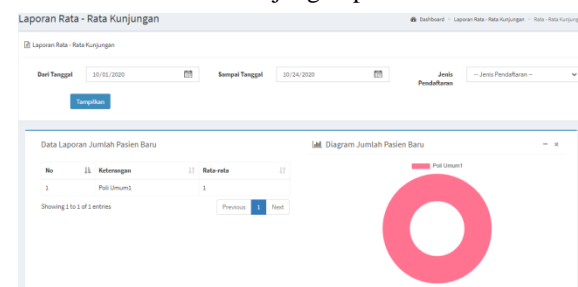 Laporan Rata - Rata Kunjungan
Dashboard > Laporan Rata - Rata Kunjungan > Rata - Rata Kunjung
Laporan Rata - Rata Kunjungan
Dari Tanggal 10/01/2020 Sampai Tanggal 10/24/2020 Jenis Pendaftaran -- Jenis Pendaftaran --
Tampilkan
Data Laporan Jumlah Pasien Baru
No Keterangan Rata-rata
1 Poli Umum1 1
Showing 1 to 1 of 1 entries
Previous 1 Next
Diagram Jumlah Pasien Baru
Poli Umum1